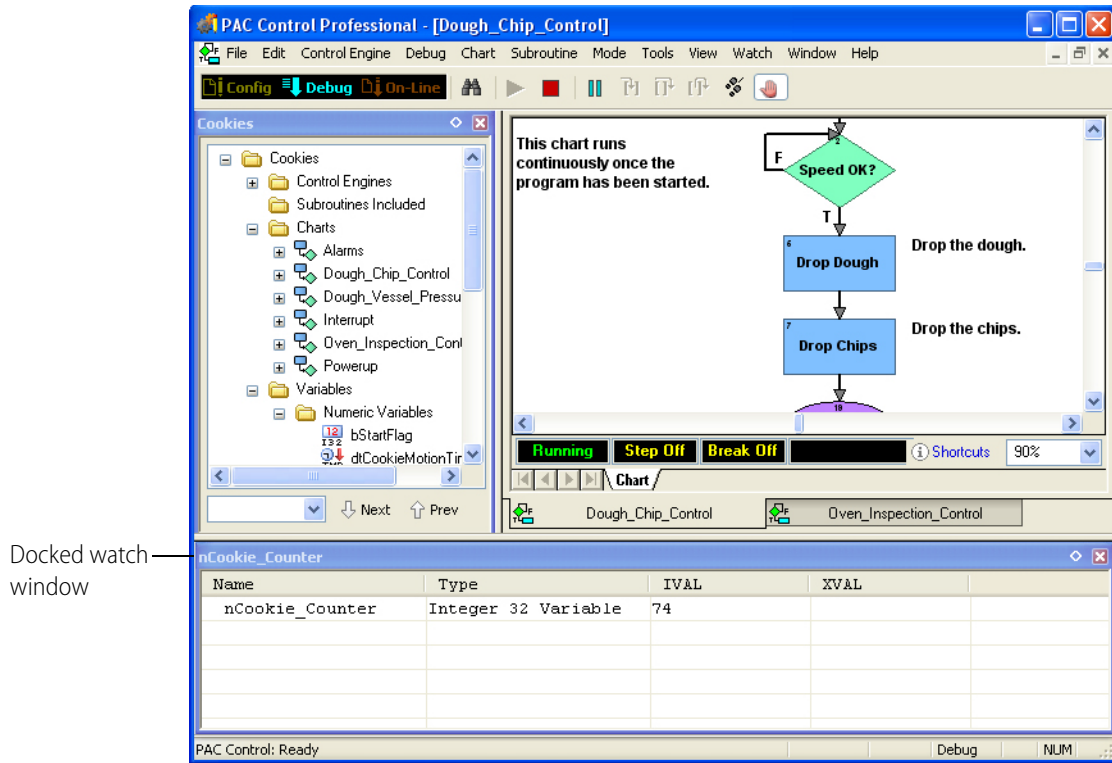 PAC Control Professional - [Dough_Chip_Control]
File Edit Control Engine Debug Chart Subroutine Mode Tools View Watch Window Help
Config Debug On-Line
Cookies
Cookies
Control Engines
Subroutines Included
Charts
Alarms
Dough_Chip_Control
Dough_Vessel_Pressu
Interrupt
Oven_Inspection_Cont
Powerup
Variables
Numeric Variables
bStartFlag
dtCookieMotionTir
Next Prev
This chart runs
continuously once the
program has been started.
2
F
Speed OK?
T
6
Drop Dough
Drop the dough.
7
Drop Chips
Drop the chips.
19
Running Step Off Break Off Shortcuts 90%
Chart
Dough_Chip_Control Oven_Inspection_Control
Docked watch
window
nCookie_Counter
Name Type IVAL XVAL
nCookie_Counter Integer 32 Variable 74
PAC Control: Ready Debug NUM